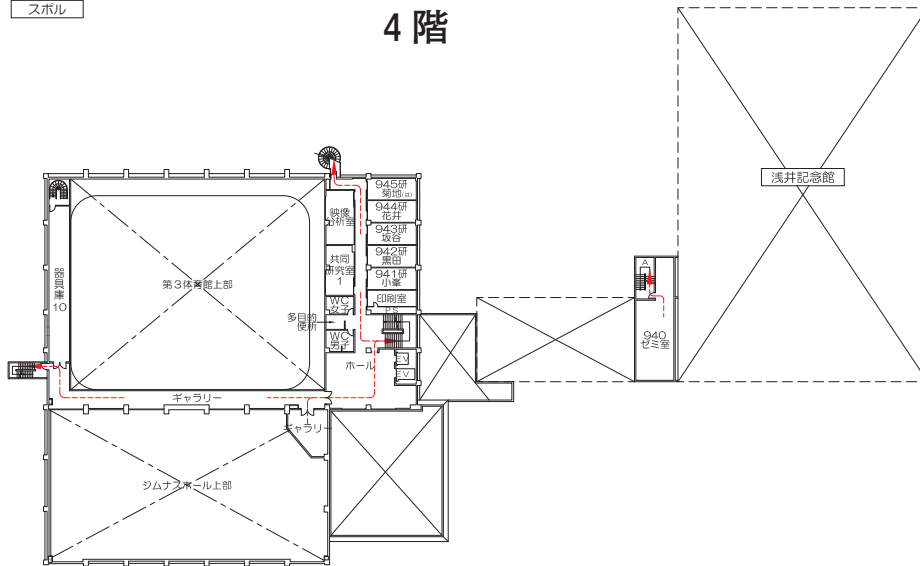 スポル
4 階
浅井記念館
945研
菊地(は)
944研
花井
943研
坂谷
942研
黒田
941研
小峯
印刷室
P.S
映像
分析室
共同
研究室
1
WC
女子
多目的
便所
WC
男子
ホール
EV
EV
器具庫
10
第3体育館上部
ギャラリー
ギャラリー
ジムナスホール上部
A
940
ゼミ室